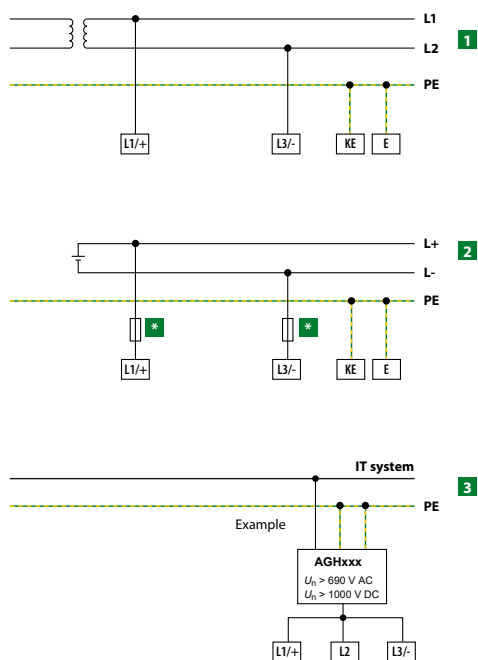 L1
L2
1
PE
L1/+ L3/- KE E
L+
2
L-
PE
* *
L1/+ L3/- KE E
IT system
3
PE
Example
AGHxxx
Un > 690 V AC
Un > 1000 V DC
L1/+ L2 L3/-